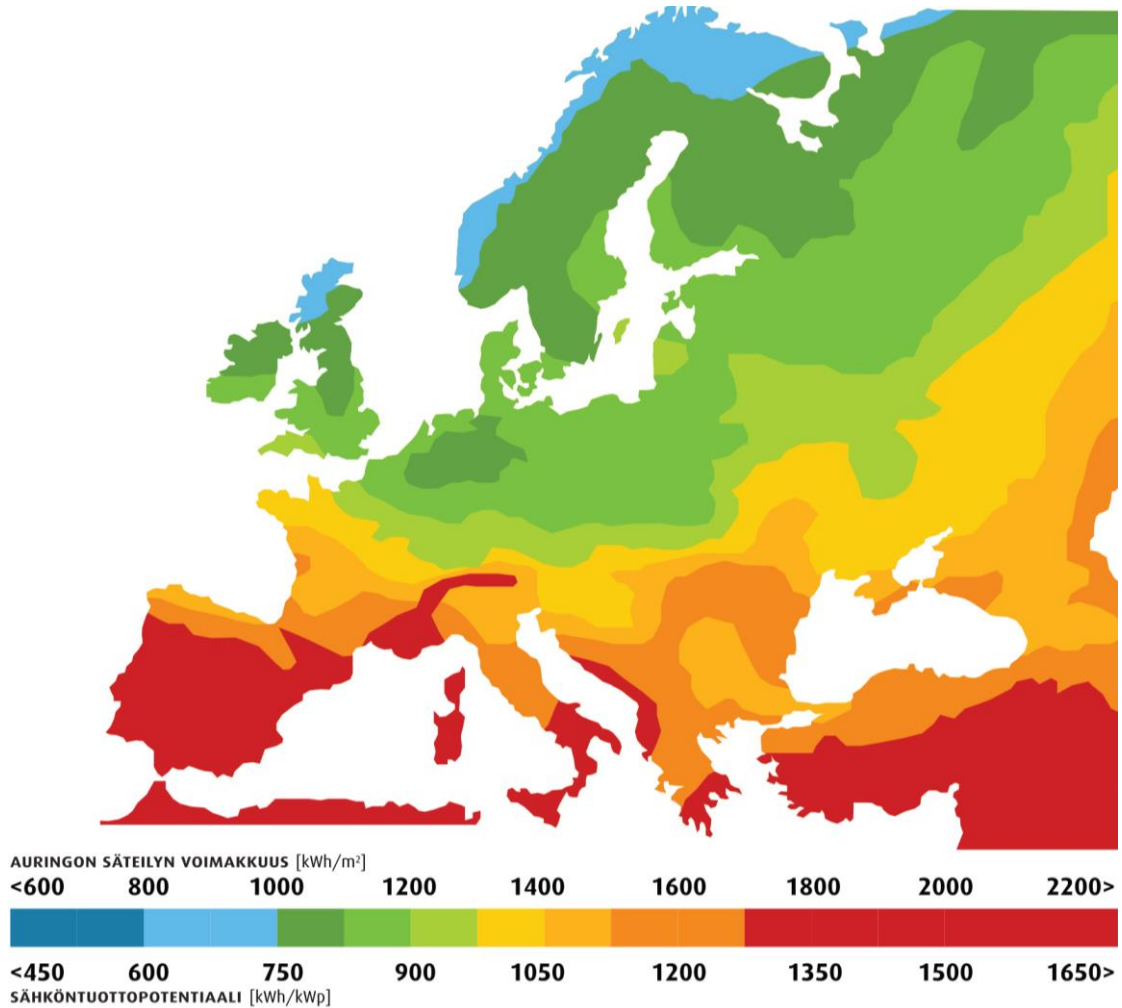 AURINGON SÄTEILYN VOIMAKKUUS [kWh/m²]
<600 800 1000 1200 1400 1600 1800 2000 2200>
<450 600 750 900 1050 1200 1350 1500 1650>
SÄHKÖNTUOTTOPOTENTIAALI [kWh/kWp]